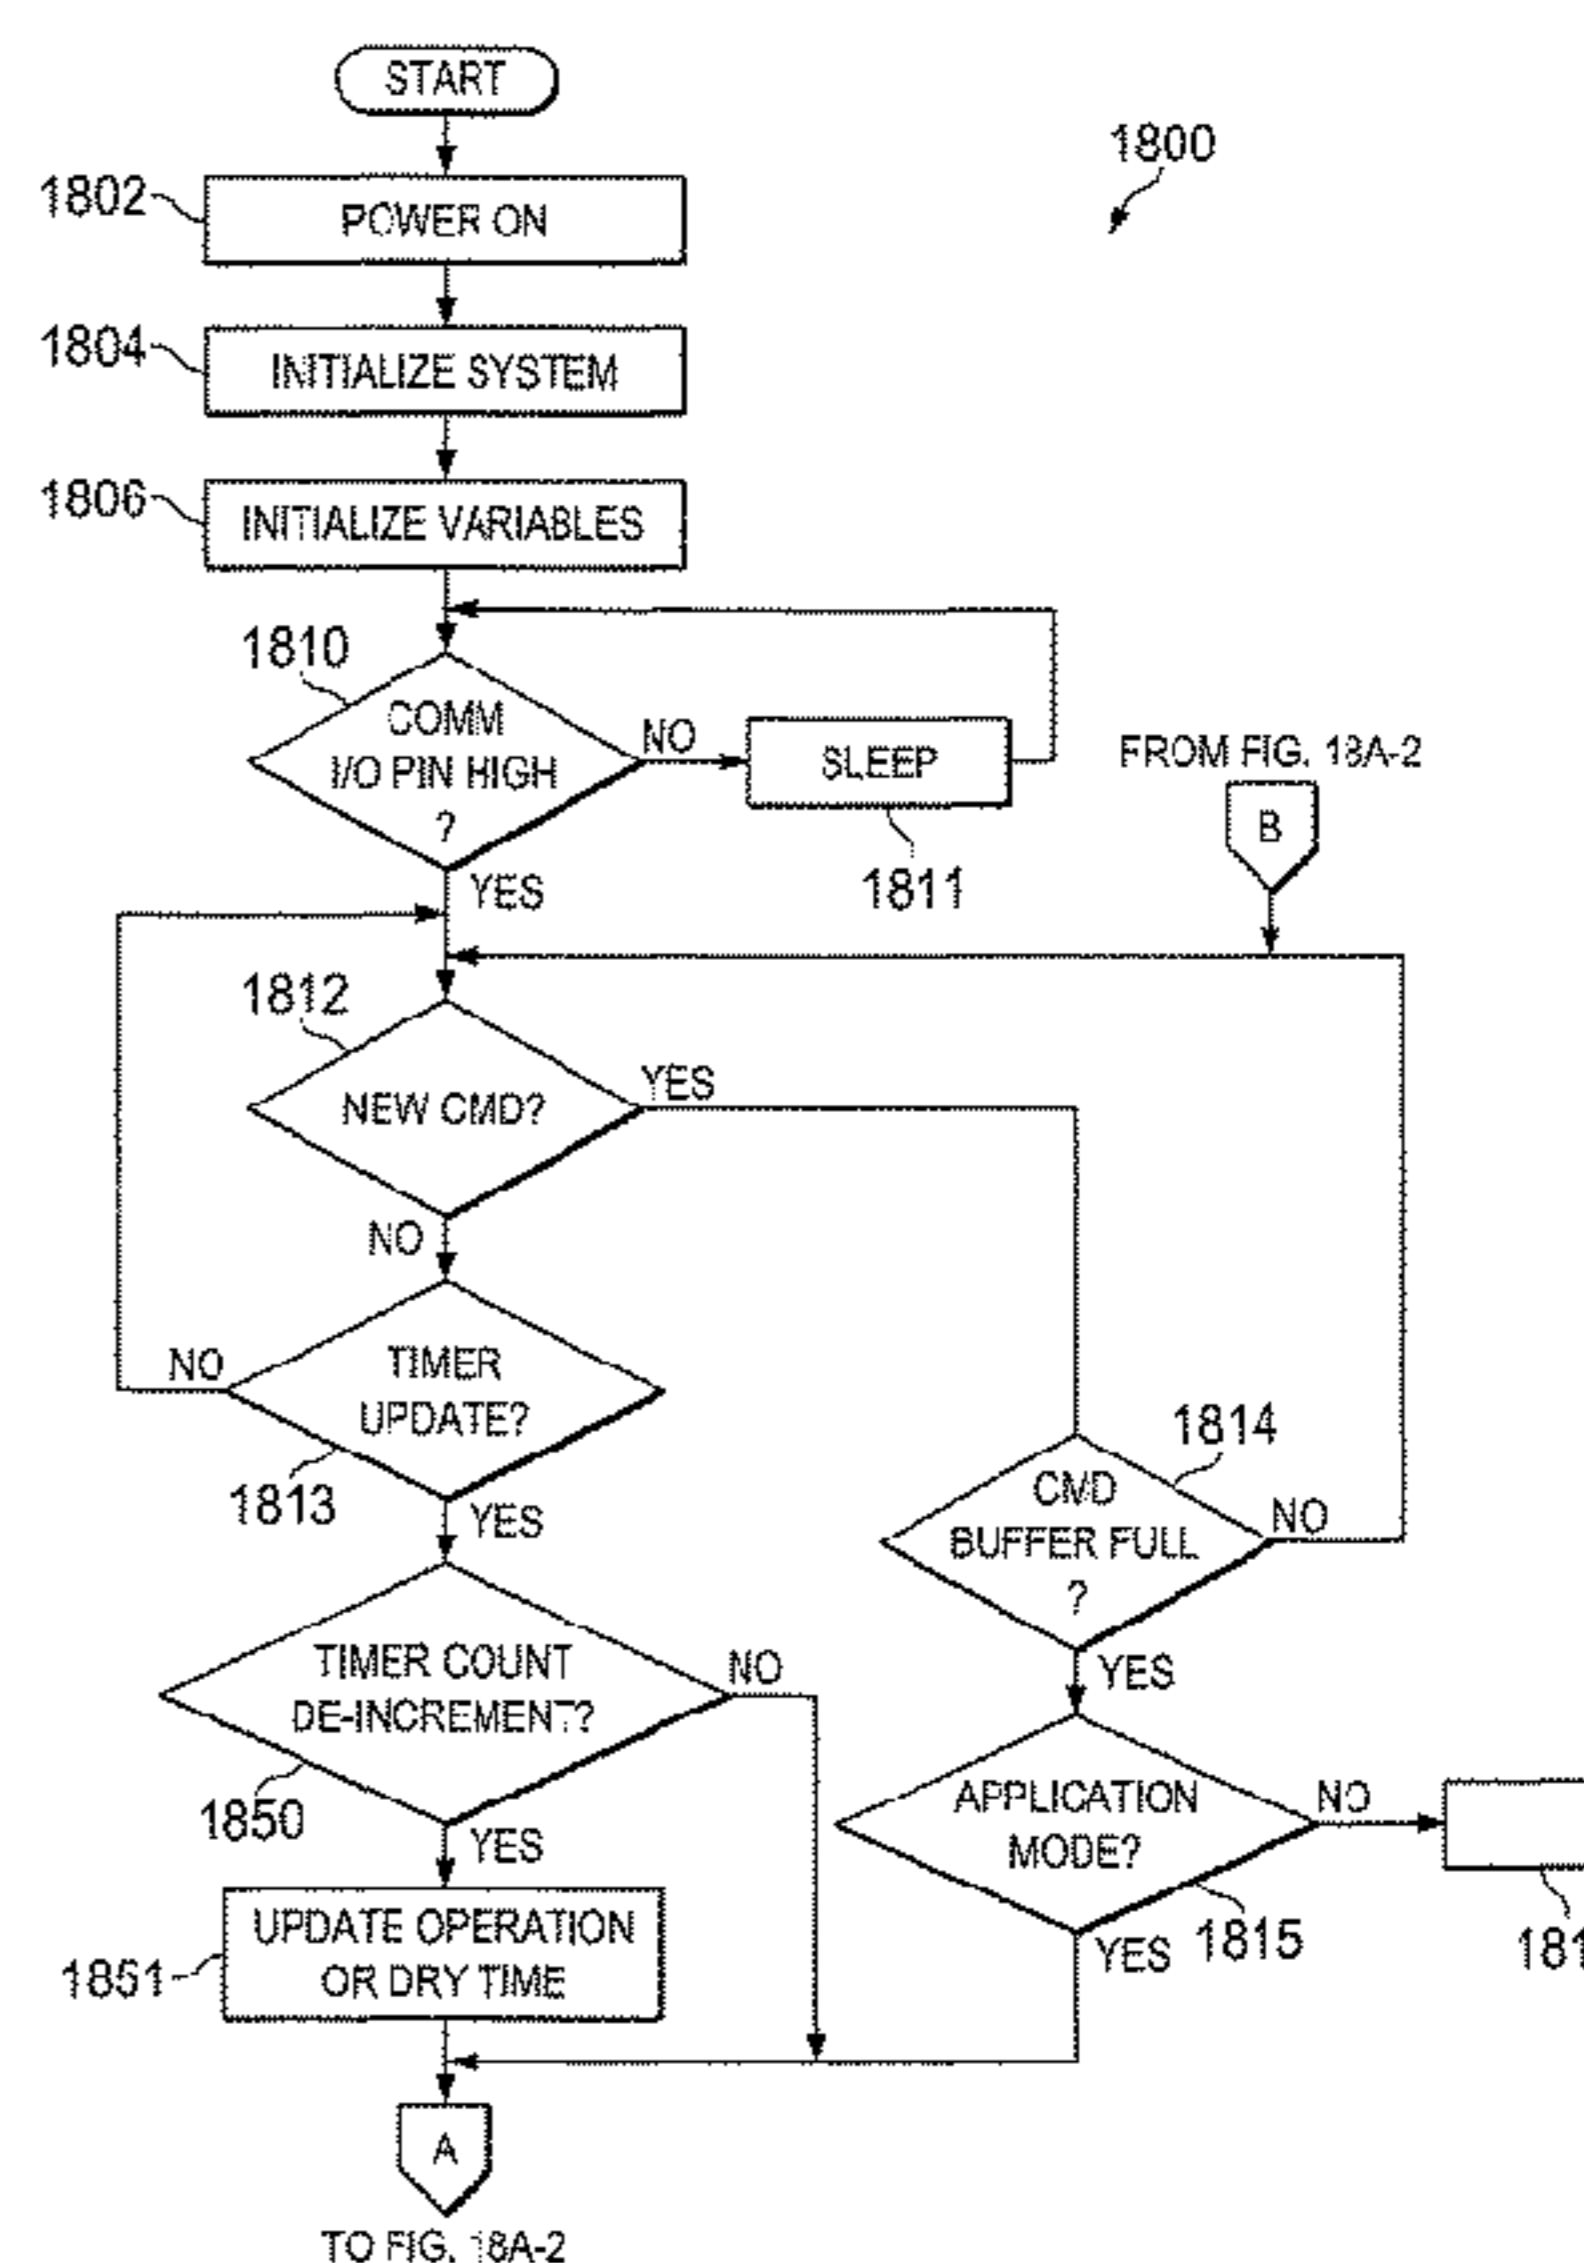 START
1800
1802
POWER ON
1804
INITIALIZE SYSTEM
1806
INITIALIZE VARIABLES
1810
COMM
I/O PIN HIGH
?
NO
SLEEP
1811
YES
FROM FIG. 18A-2
B
1812
NEW CMD?
YES
NO
TIMER
UPDATE?
NO
1813
YES
1814
CMD
BUFFER FULL
?
NO
YES
TIMER COUNT
DE-INCREMENT?
NO
1850
YES
APPLICATION
MODE?
NO
1815
YES
UPDATE OPERATION
OR DRY TIME
1851
A
TO FIG. 18A-2